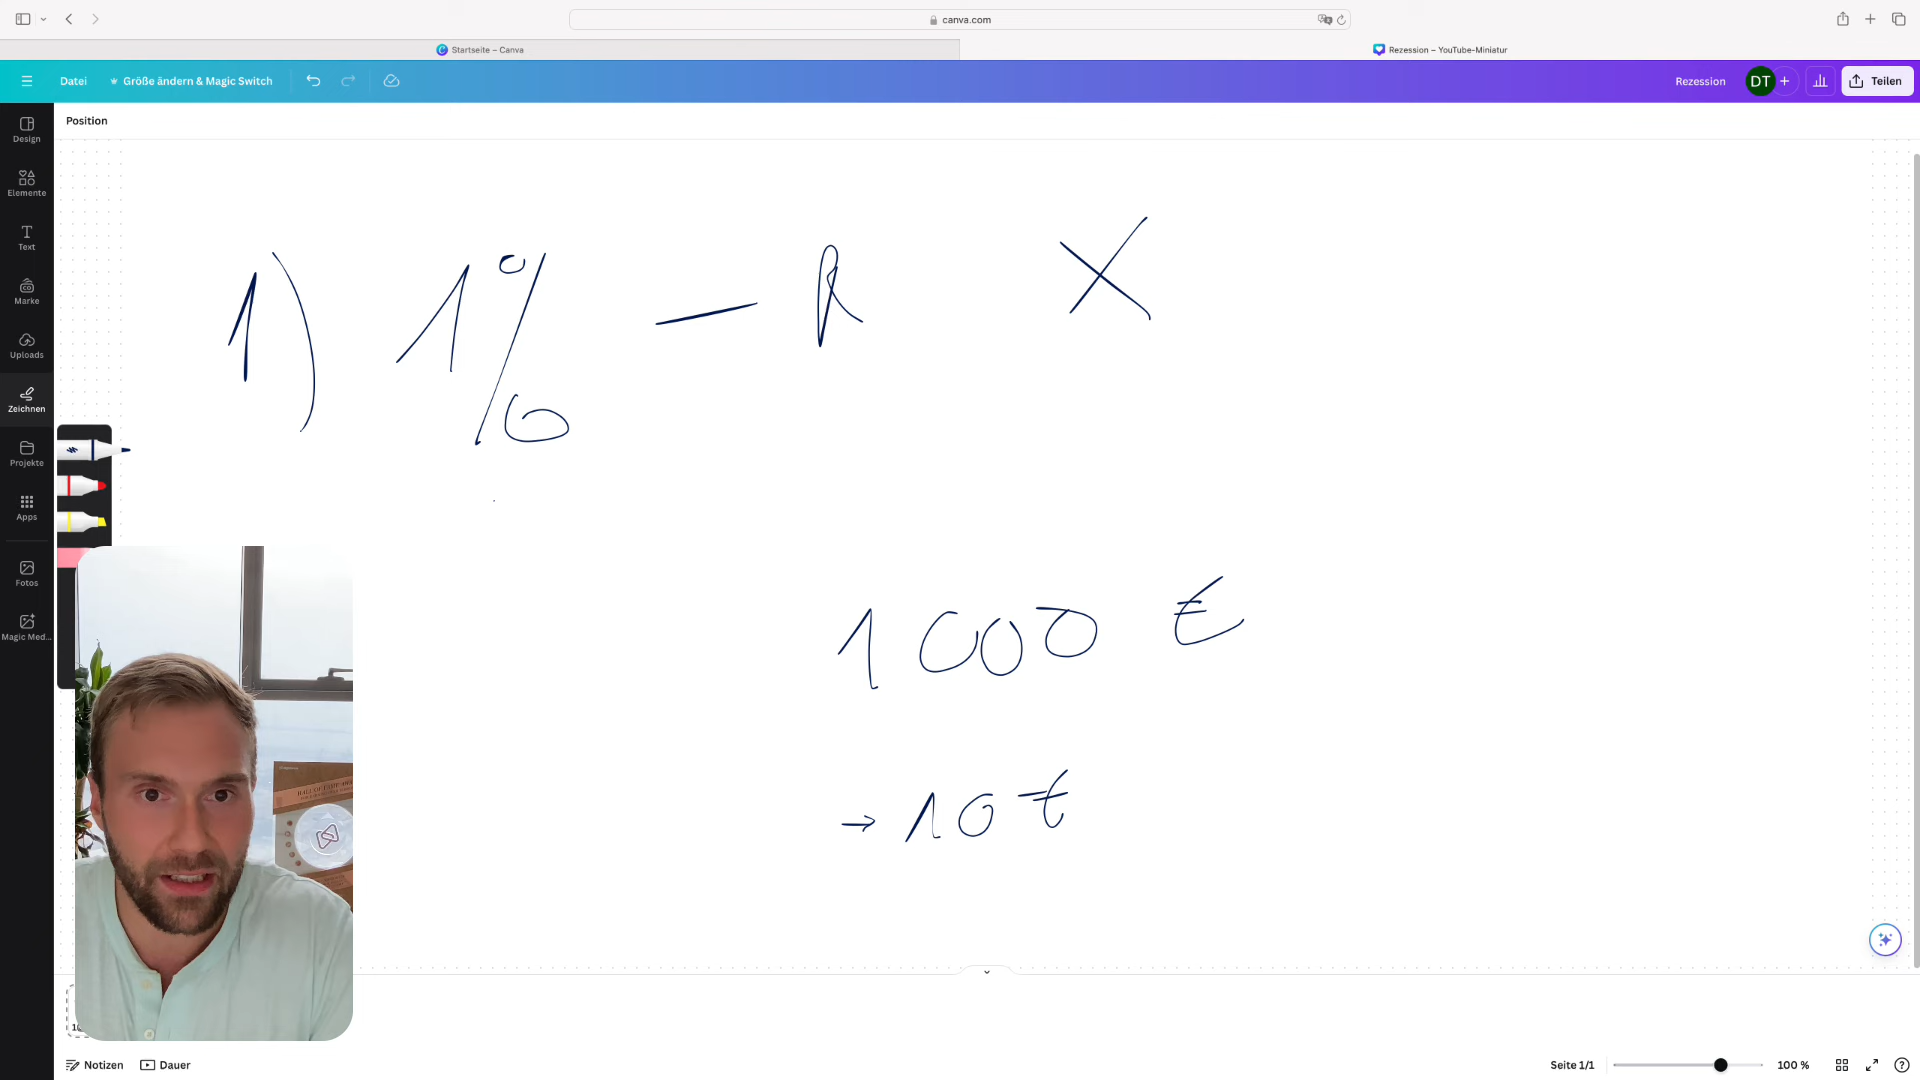 canva.com
Startseite – Canva
Rezession – YouTube-Miniatur
Datei
Größe ändern & Magic Switch
Rezession
DT
Teilen
Position
Design
Elemente
Text
Marke
Uploads
Zeichnen
Projekte
Apps
Fotos
Magic Med...
1) 1% – R X
1000 €
→ 10 €
Notizen
Dauer
Seite 1/1
100 %